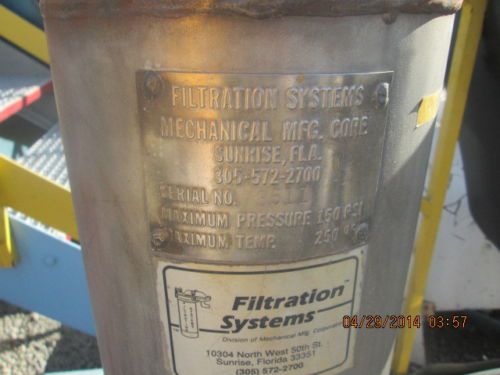 FILTRATION SYSTEMS
MECHANICAL MFG. CORE
SUNRISE, FLA.
305-572-2700
SERIAL NO.
MAXIMUM PRESSURE 150 PSI
MAXIMUM TEMP. 250
Filtration
Systems
Division of Mechanical Mfg. Corporation
10304 North West 50th St.
Sunrise, Florida 33351
(305) 572-2700
04/29/2014 03:57